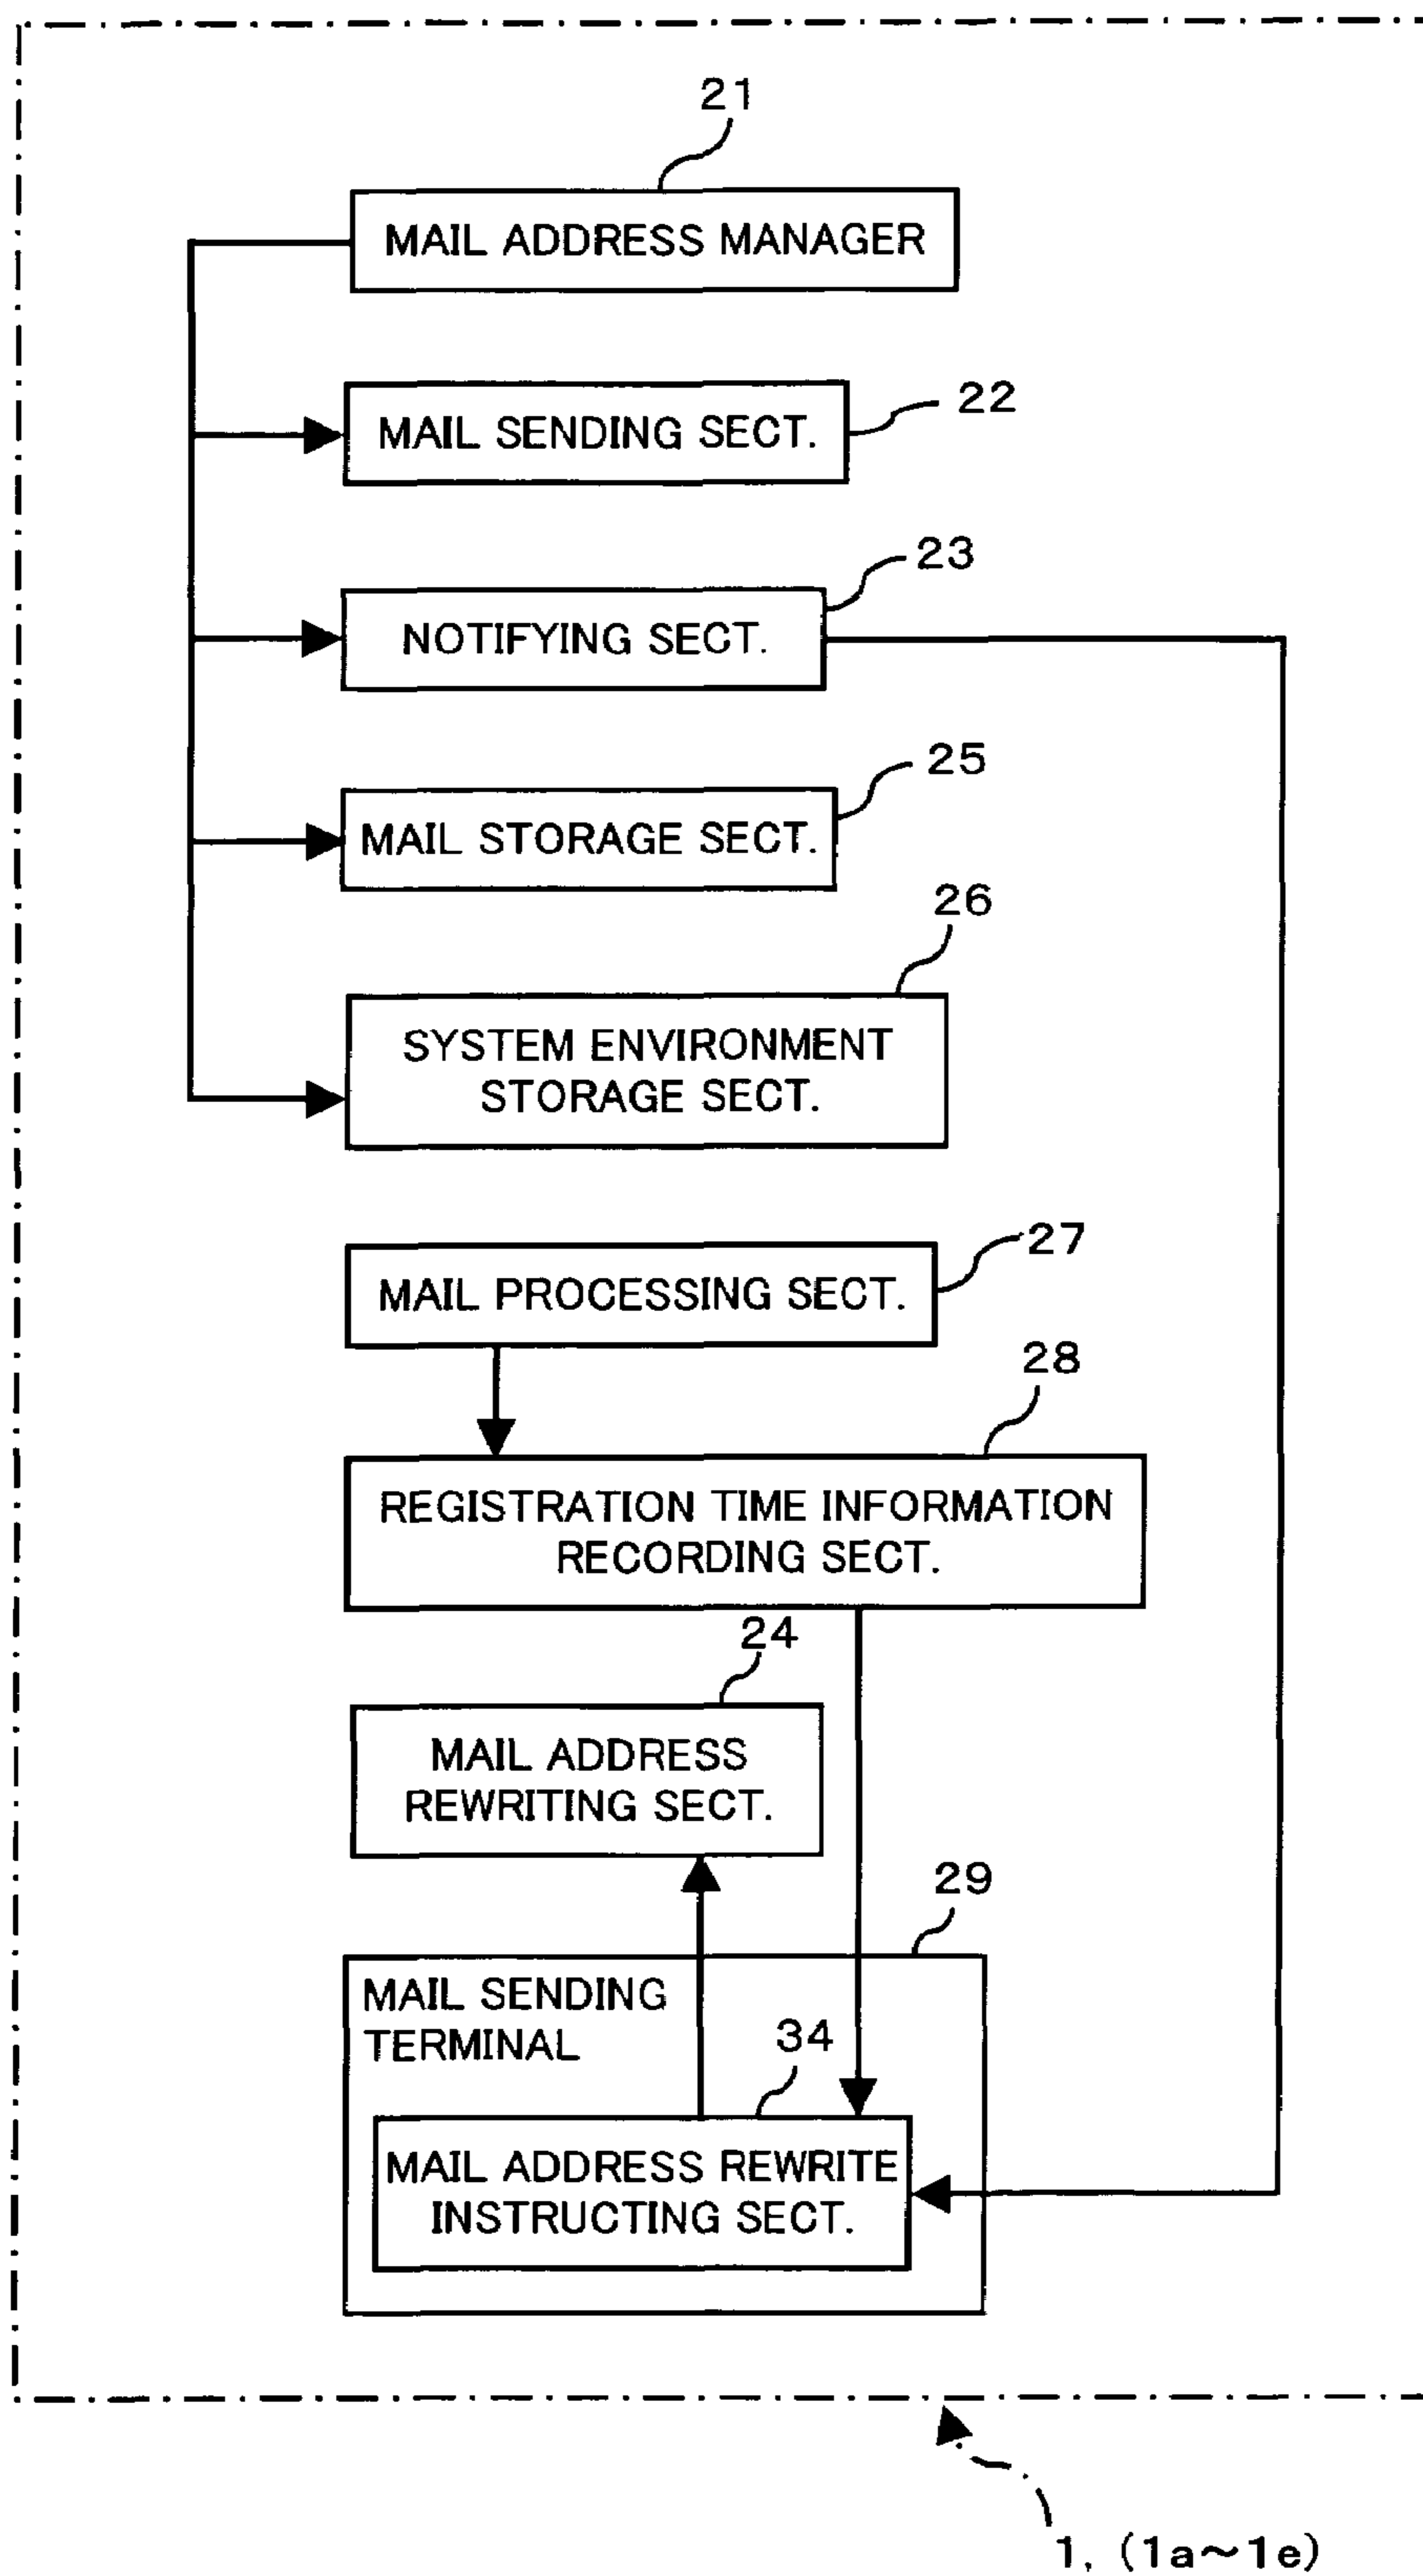 21
MAIL ADDRESS MANAGER
22
MAIL SENDING SECT.
23
NOTIFYING SECT.
25
MAIL STORAGE SECT.
26
SYSTEM ENVIRONMENT
STORAGE SECT.
27
MAIL PROCESSING SECT.
28
REGISTRATION TIME INFORMATION
RECORDING SECT.
24
MAIL ADDRESS
REWRITING SECT.
29
MAIL SENDING
TERMINAL
34
MAIL ADDRESS REWRITE
INSTRUCTING SECT.
1, (1a~1e)